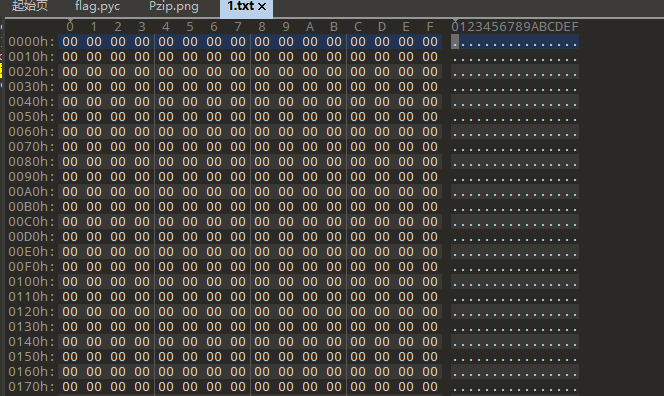 起始页 flag.pyc Pzip.png 1.txt ×
0 1 2 3 4 5 6 7 8 9 A B C D E F 0123456789ABCDEF
0000h: 00 00 00 00 00 00 00 00 00 00 00 00 00 00 00 00 ................
0010h: 00 00 00 00 00 00 00 00 00 00 00 00 00 00 00 00 ................
0020h: 00 00 00 00 00 00 00 00 00 00 00 00 00 00 00 00 ................
0030h: 00 00 00 00 00 00 00 00 00 00 00 00 00 00 00 00 ................
0040h: 00 00 00 00 00 00 00 00 00 00 00 00 00 00 00 00 ................
0050h: 00 00 00 00 00 00 00 00 00 00 00 00 00 00 00 00 ................
0060h: 00 00 00 00 00 00 00 00 00 00 00 00 00 00 00 00 ................
0070h: 00 00 00 00 00 00 00 00 00 00 00 00 00 00 00 00 ................
0080h: 00 00 00 00 00 00 00 00 00 00 00 00 00 00 00 00 ................
0090h: 00 00 00 00 00 00 00 00 00 00 00 00 00 00 00 00 ................
00A0h: 00 00 00 00 00 00 00 00 00 00 00 00 00 00 00 00 ................
00B0h: 00 00 00 00 00 00 00 00 00 00 00 00 00 00 00 00 ................
00C0h: 00 00 00 00 00 00 00 00 00 00 00 00 00 00 00 00 ................
00D0h: 00 00 00 00 00 00 00 00 00 00 00 00 00 00 00 00 ................
00E0h: 00 00 00 00 00 00 00 00 00 00 00 00 00 00 00 00 ................
00F0h: 00 00 00 00 00 00 00 00 00 00 00 00 00 00 00 00 ................
0100h: 00 00 00 00 00 00 00 00 00 00 00 00 00 00 00 00 ................
0110h: 00 00 00 00 00 00 00 00 00 00 00 00 00 00 00 00 ................
0120h: 00 00 00 00 00 00 00 00 00 00 00 00 00 00 00 00 ................
0130h: 00 00 00 00 00 00 00 00 00 00 00 00 00 00 00 00 ................
0140h: 00 00 00 00 00 00 00 00 00 00 00 00 00 00 00 00 ................
0150h: 00 00 00 00 00 00 00 00 00 00 00 00 00 00 00 00 ................
0160h: 00 00 00 00 00 00 00 00 00 00 00 00 00 00 00 00 ................
0170h: 00 00 00 00 00 00 00 00 00 00 00 00 00 00 00 00 ................